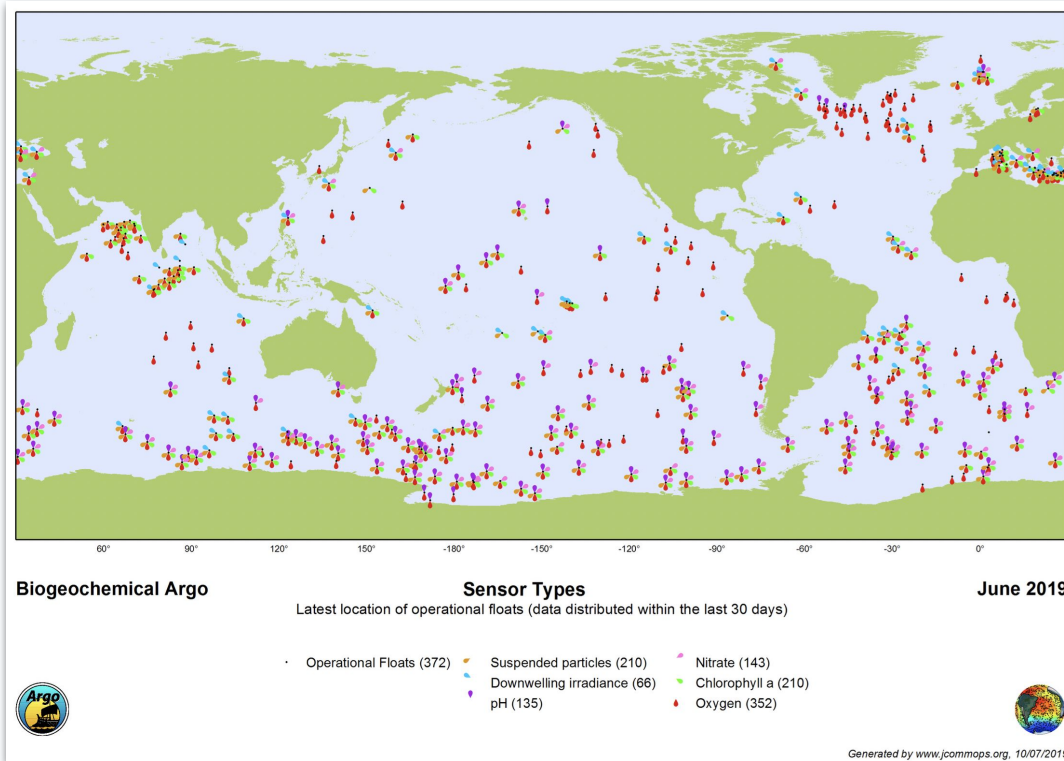 60°
90°
120°
150°
-180°
-150°
-120°
-90°
-60°
-30°
0°
Biogeochemical Argo
Sensor Types
June 2019
Latest location of operational floats (data distributed within the last 30 days)
Operational Floats (372)
Suspended particles (210)
Nitrate (143)
Downwelling irradiance (66)
Chlorophyll a (210)
pH (135)
Oxygen (352)
Argo
Generated by www.jcommops.org, 10/07/2019